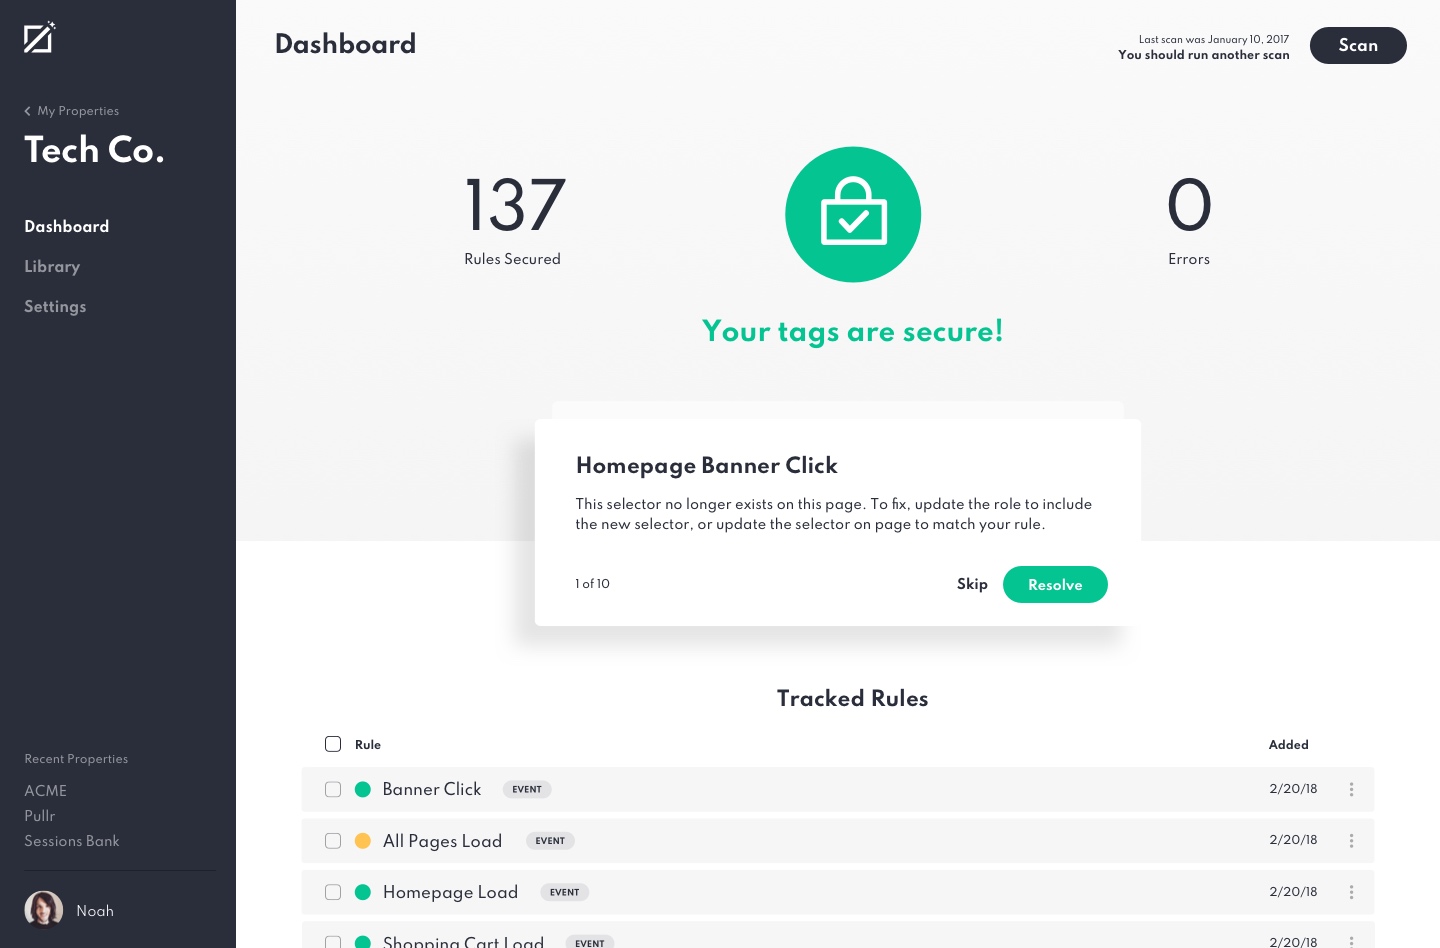 My Properties
Tech Co.
Dashboard
Library
Settings
Recent Properties
ACME
Pullr
Sessions Bank
Noah
Dashboard
Last scan was January 10, 2017
You should run another scan
Scan
137
Rules Secured
0
Errors
Your tags are secure!
Homepage Banner Click
This selector no longer exists on this page. To fix, update the role to include
the new selector, or update the selector on page to match your rule.
1 of 10
Skip
Resolve
Tracked Rules
Rule
Added
Banner Click EVENT 2/20/18
All Pages Load EVENT 2/20/18
Homepage Load EVENT 2/20/18
Shopping Cart Load EVENT 2/20/18